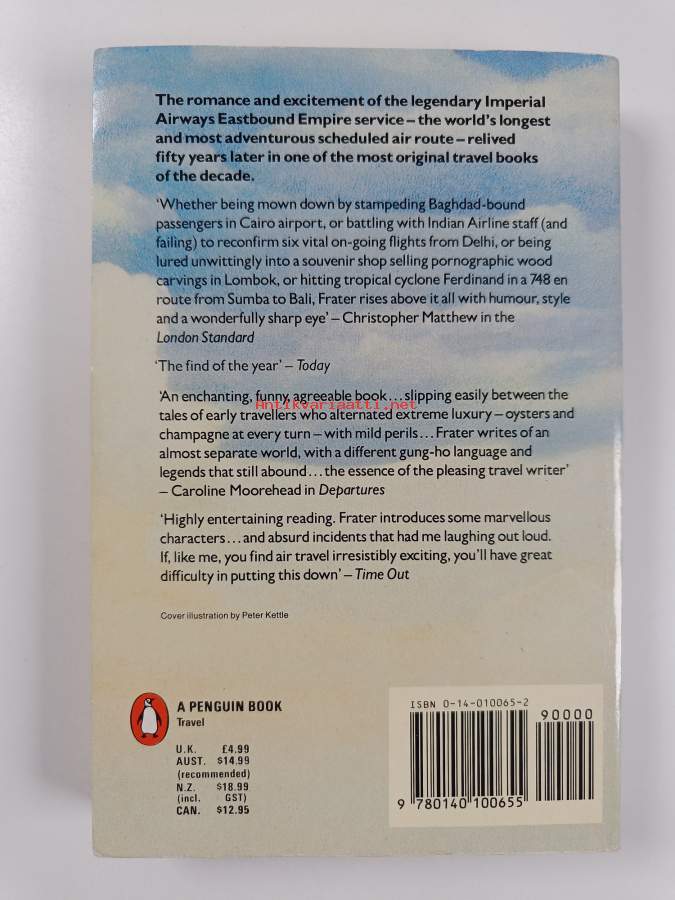 The romance and excitement of the legendary Imperial
Airways Eastbound Empire service – the world's longest
and most adventurous scheduled air route – relived
fifty years later in one of the most original travel books
of the decade.
'Whether being mown down by stampeding Baghdad-bound
passengers in Cairo airport, or battling with Indian Airline staff (and
failing) to reconfirm six vital on-going flights from Delhi, or being
lured unwittingly into a souvenir shop selling pornographic wood
carvings in Lombok, or hitting tropical cyclone Ferdinand in a 748 en
route from Sumba to Bali, Frater rises above it all with humour, style
and a wonderfully sharp eye' – Christopher Matthew in the
London Standard
'The find of the year' – Today
'An enchanting, funny, agreeable book...slipping easily between the
Antikvariaatti.net
tales of early travellers who alternated extreme luxury – oysters and
champagne at every turn – with mild perils...Frater writes of an
almost separate world, with a different gung-ho language and
legends that still abound...the essence of the pleasing travel writer'
– Caroline Moorehead in Departures
'Highly entertaining reading. Frater introduces some marvellous
characters...and absurd incidents that had me laughing out loud.
If, like me, you find air travel irresistibly exciting, you'll have great
difficulty in putting this down' – Time Out
Cover illustration by Peter Kettle
A PENGUIN BOOK
Travel
U.K. £4.99
AUST. $14.99
(recommended)
N.Z. $18.99
(incl. GST)
CAN. $12.95
ISBN 0-14-010065-2
90000
9 780140 100655